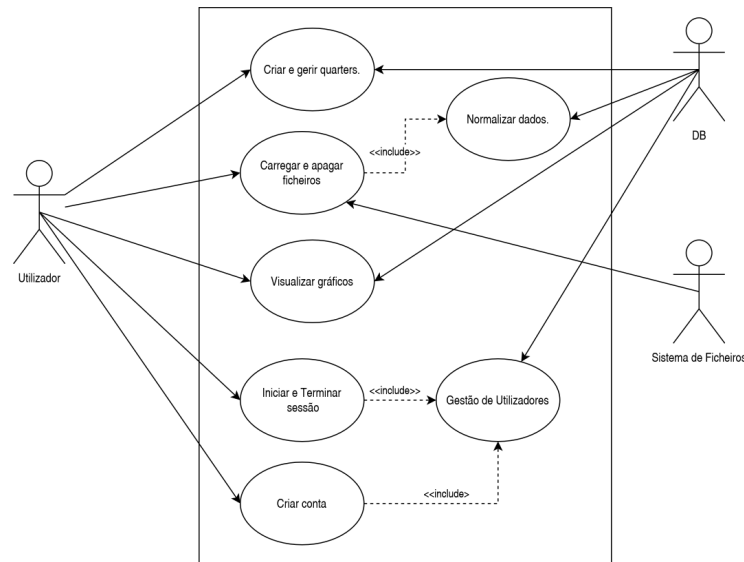 Criar e gerir quarters.
Normalizar dados.
DB
<<include>>
Carregar e apagar
ficheiros
Utilizador
Visualizar gráficos
Sistema de Ficheiros
Iniciar e Terminar
sessão
<<include>>
Gestão de Utilizadores
Criar conta
<<include>